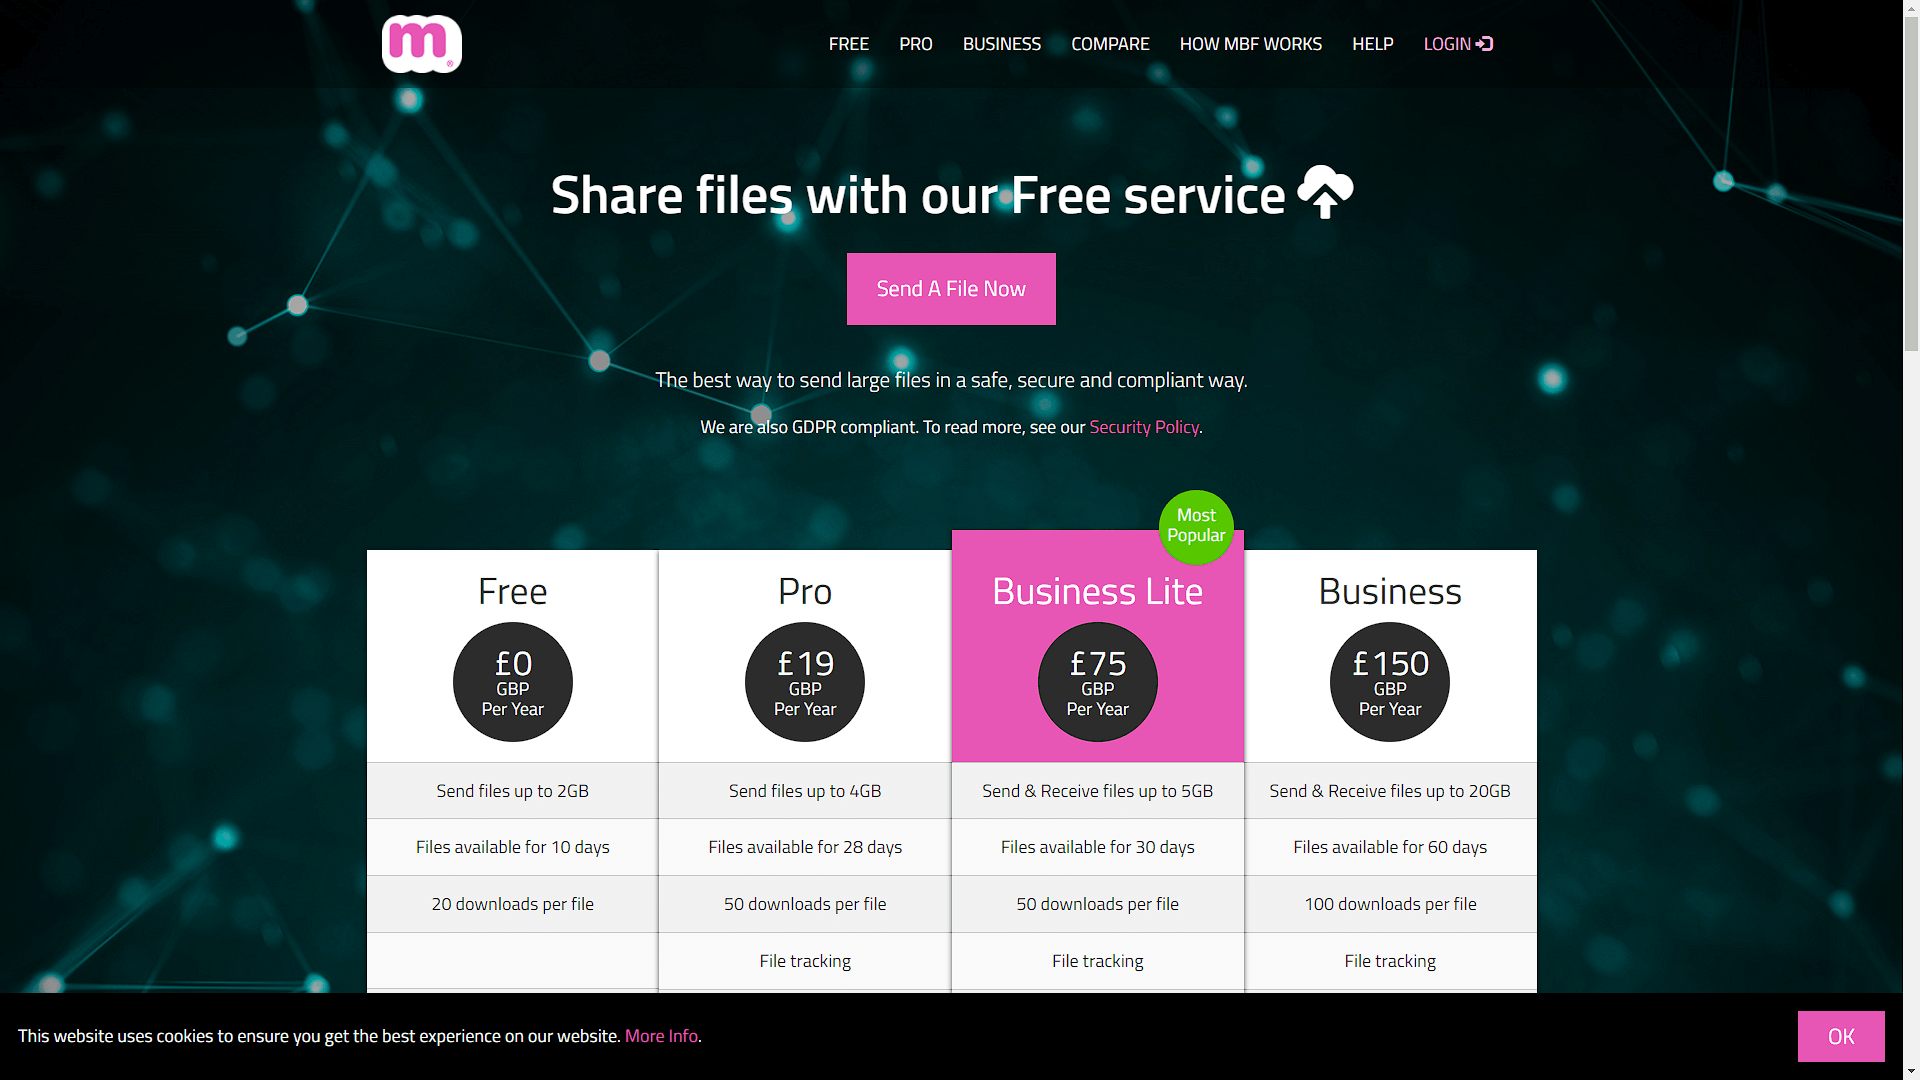 m®
FREE PRO BUSINESS COMPARE HOW MBF WORKS HELP LOGIN
Share files with our Free service
Send A File Now
The best way to send large files in a safe, secure and compliant way.
We are also GDPR compliant. To read more, see our Security Policy.
Most
Popular
Free Pro Business Lite Business
£0 £19 £75 £150
GBP GBP GBP GBP
Per Year Per Year Per Year Per Year
Send files up to 2GB Send files up to 4GB Send & Receive files up to 5GB Send & Receive files up to 20GB
Files available for 10 days Files available for 28 days Files available for 30 days Files available for 60 days
20 downloads per file 50 downloads per file 50 downloads per file 100 downloads per file
File tracking File tracking File tracking
This website uses cookies to ensure you get the best experience on our website. More Info.
OK